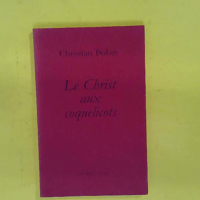 Christian Bobin
Le Christ
aux
coquelicots